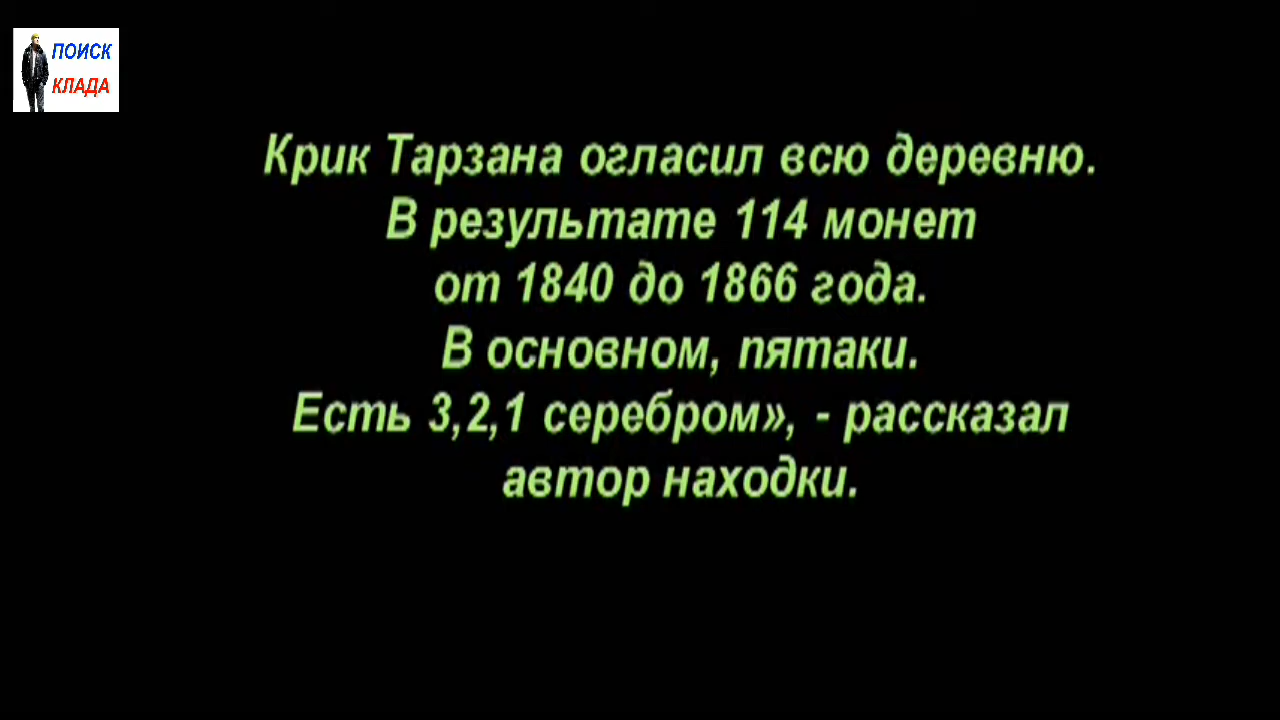 ПОИСК
КЛАДА
Крик Тарзана огласил всю деревню.
В результате 114 монет
от 1840 до 1866 года.
В основном, пятаки.
Есть 3,2,1 серебром», - рассказал
автор находки.